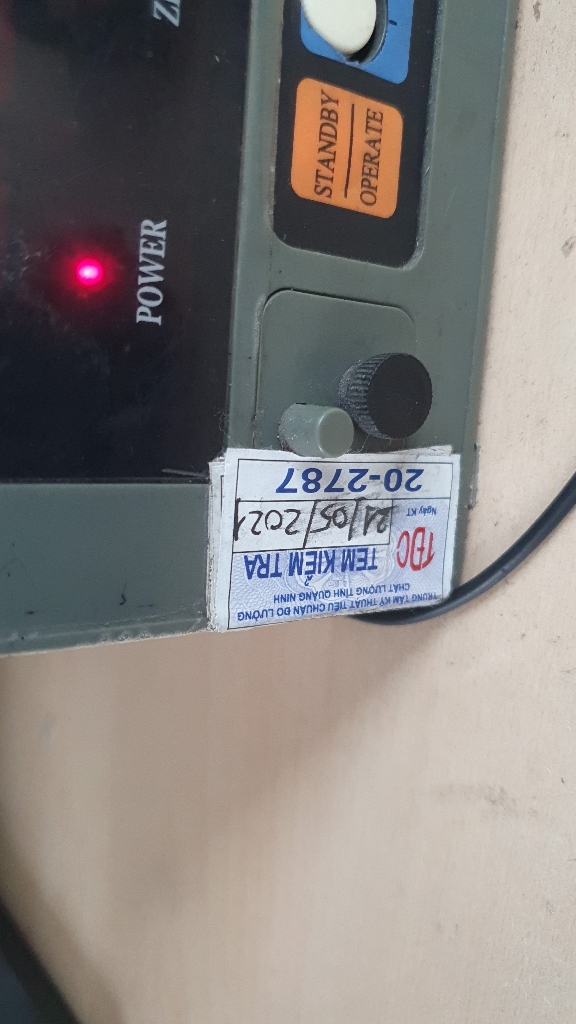 STANDBY
OPERATE
POWER
TRUNG TÂM KỸ THUẬT TIÊU CHUẨN ĐO LƯỜNG
CHẤT LƯỢNG TỈNH QUẢNG NINH
TĐC
TEM KIỂM TRA
Ngày KT
21/05/2021
20-2787